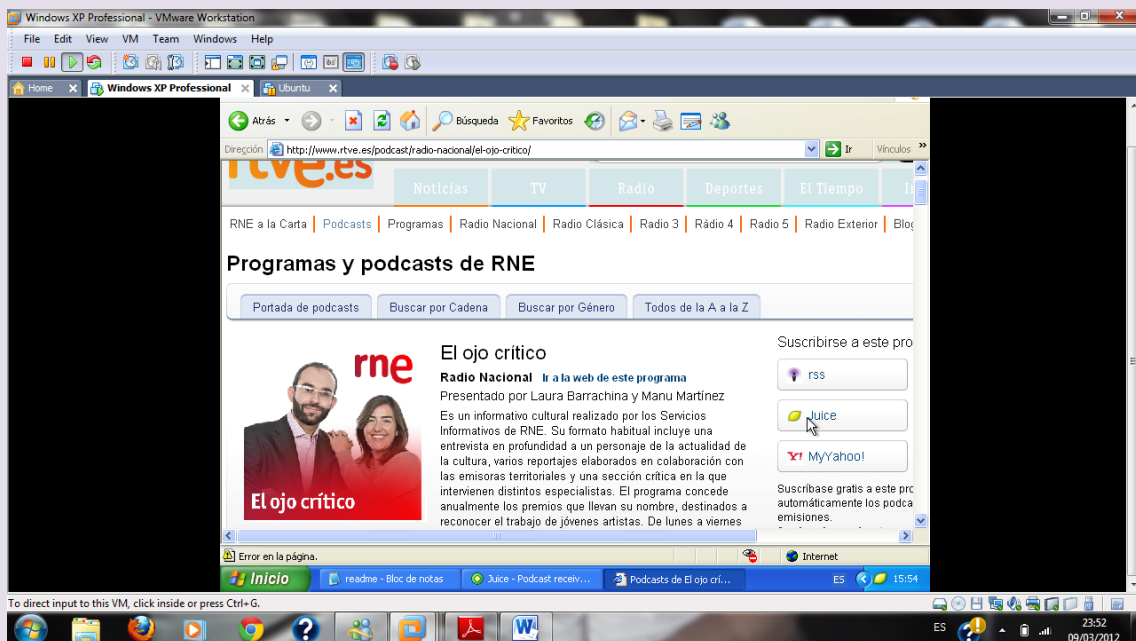 Windows XP Professional - VMware Workstation
File Edit View VM Team Windows Help
Home Windows XP Professional Ubuntu
Atrás Búsqueda Favoritos
Dirección http://www.rtve.es/podcast/radio-nacional/el-ojo-critico/ Ir Vínculos »
rtve.es
Noticias TV Radio Deportes El Tiempo
RNE a la Carta Podcasts Programas Radio Nacional Radio Clásica Radio 3 Ràdio 4 Radio 5 Radio Exterior Blog
Programas y podcasts de RNE
Portada de podcasts Buscar por Cadena Buscar por Género Todos de la A a la Z
rne
El ojo crítico
El ojo crítico
Radio Nacional Ir a la web de este programa
Presentado por Laura Barrachina y Manu Martínez
Es un informativo cultural realizado por los Servicios
Informativos de RNE. Su formato habitual incluye una
entrevista en profundidad a un personaje de la actualidad de
la cultura, varios reportajes elaborados en colaboración con
las emisoras territoriales y una sección crítica en la que
intervienen distintos especialistas. El programa concede
anualmente los premios que llevan su nombre, destinados a
reconocer el trabajo de jóvenes artistas. De lunes a viernes
Suscribirse a este pro
rss
Juice
Y! MyYahoo!
Suscríbase gratis a este prc
automáticamente los podca
emisiones.
Error en la página. Internet
Inicio readme - Bloc de notas Juice - Podcast receiv... Podcasts de El ojo crí... ES 15:54
To direct input to this VM, click inside or press Ctrl+G.
W ES 23:52
09/03/2012